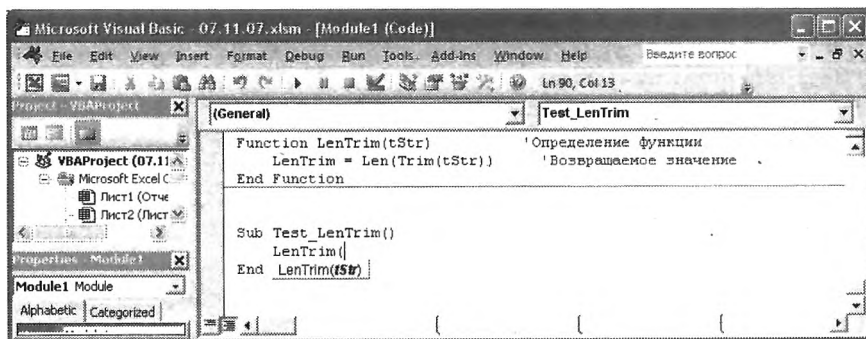 Microsoft Visual Basic - 07.11.07.xlsm - [Module1 (Code)]
File Edit View Insert Format Debug Run Tools Add-Ins Window Help Введите вопрос
Ln 90, Col 13
Project - VBAProject
VBAProject (07.11
Microsoft Excel C
Лист1 (Отче
Лист2 (Лист
Properties - Module1
Module1 Module
Alphabetic Categorized
(General) Test_LenTrim
Function LenTrim(tStr) 'Определение функции
LenTrim = Len(Trim(tStr)) 'Возвращаемое значение
End Function
Sub Test_LenTrim()
LenTrim(
End LenTrim(tStr)